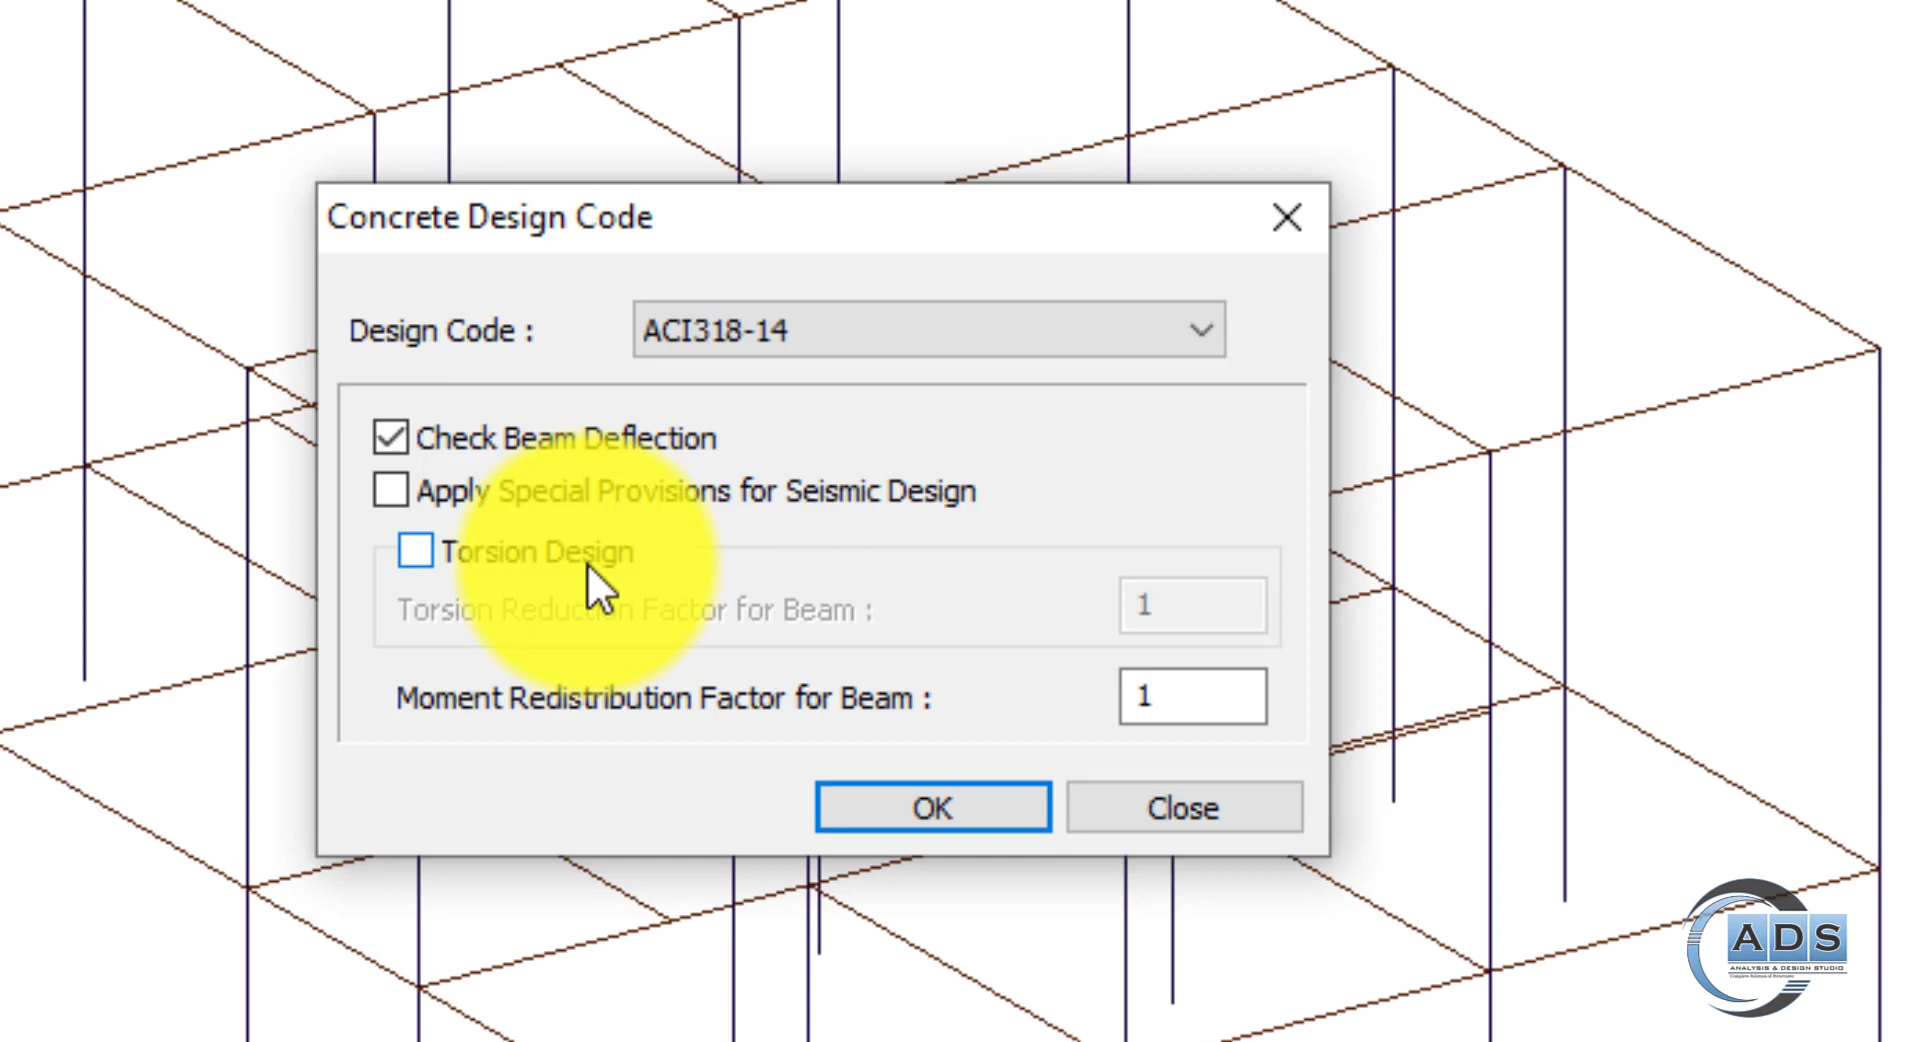 Concrete Design Code
Design Code :
ACI318-14
Check Beam Deflection
Apply Special Provisions for Seismic Design
Torsion Design
Torsion Reduction Factor for Beam :
1
Moment Redistribution Factor for Beam :
1
OK
Close
ADS
ANALYSIS & DESIGN STUDIO